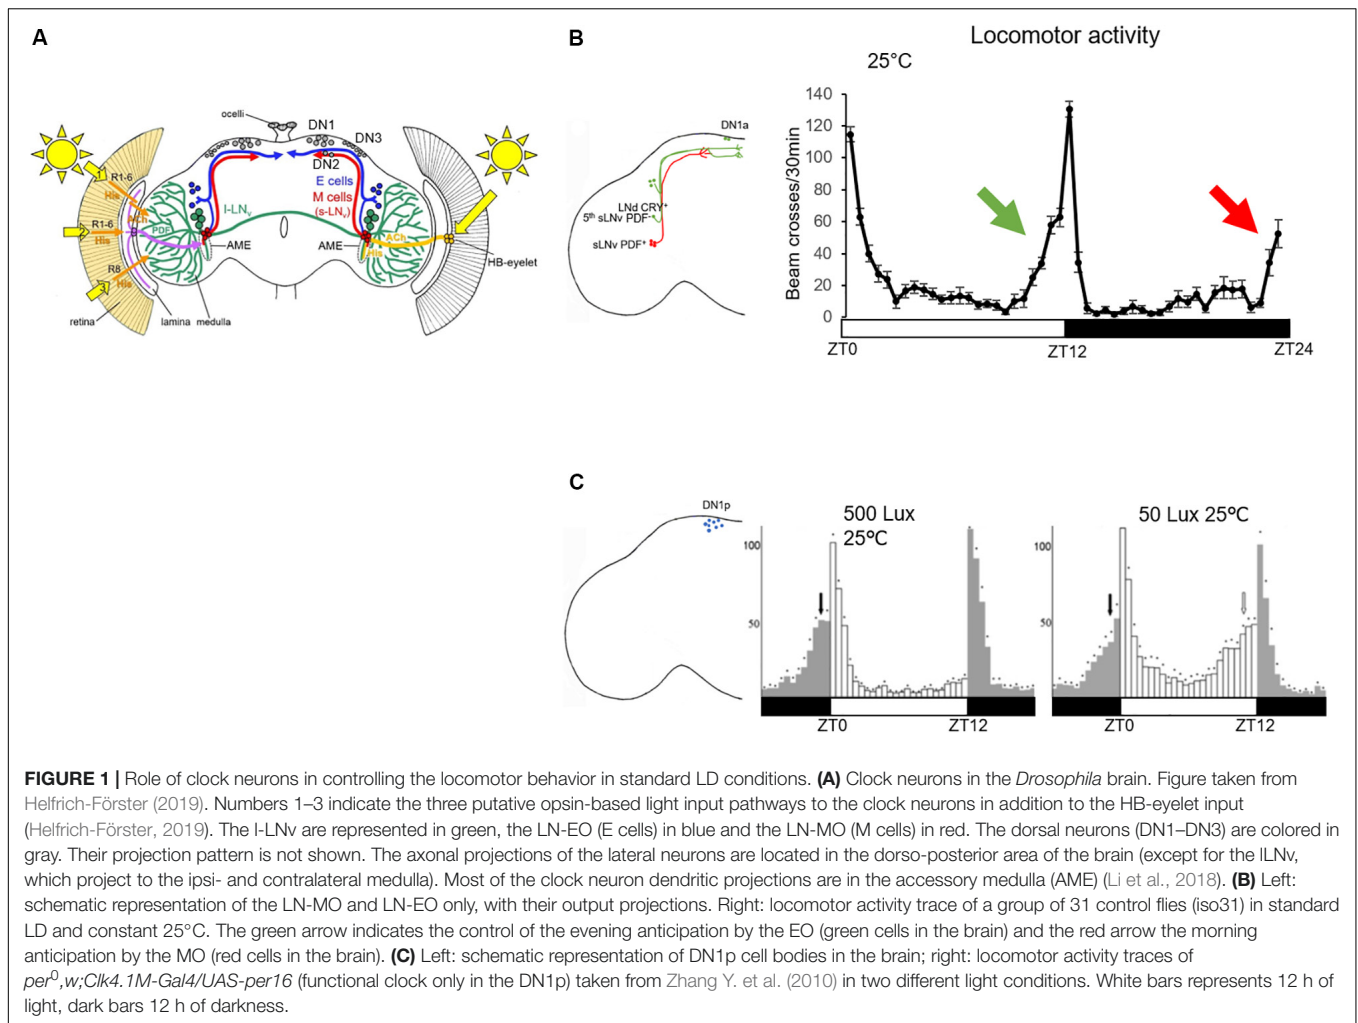 A
ocelli
DN1
DN3
DN2
E cells
M cells
(s-LNv)
l-LNv
R1-6
His
ACh
R1-6
His
PDF
R8
His
1
2
3
AME
AME
ACh
His
HB-eyelet
retina
lamina
medulla
B
DN1a
LNd CRY+
5th sLNv PDF-
sLNv PDF+
Locomotor activity
25°C
Beam crosses/30min
140
120
100
80
60
40
20
0
ZT0
ZT12
ZT24
C
DN1p
500 Lux
25ºC
100
50
ZT0
ZT12
50 Lux 25ºC
100
50
ZT0
ZT12
FIGURE 1 | Role of clock neurons in controlling the locomotor behavior in standard LD conditions. (A) Clock neurons in the Drosophila brain. Figure taken from
Helfrich-Förster (2019). Numbers 1–3 indicate the three putative opsin-based light input pathways to the clock neurons in addition to the HB-eyelet input
(Helfrich-Förster, 2019). The l-LNv are represented in green, the LN-EO (E cells) in blue and the LN-MO (M cells) in red. The dorsal neurons (DN1–DN3) are colored in
gray. Their projection pattern is not shown. The axonal projections of the lateral neurons are located in the dorso-posterior area of the brain (except for the lLNv,
which project to the ipsi- and contralateral medulla). Most of the clock neuron dendritic projections are in the accessory medulla (AME) (Li et al., 2018). (B) Left:
schematic representation of the LN-MO and LN-EO only, with their output projections. Right: locomotor activity trace of a group of 31 control flies (iso31) in standard
LD and constant 25°C. The green arrow indicates the control of the evening anticipation by the EO (green cells in the brain) and the red arrow the morning
anticipation by the MO (red cells in the brain). (C) Left: schematic representation of DN1p cell bodies in the brain; right: locomotor activity traces of
per0,w;Clk4.1M-Gal4/UAS-per16 (functional clock only in the DN1p) taken from Zhang Y. et al. (2010) in two different light conditions. White bars represents 12 h of
light, dark bars 12 h of darkness.